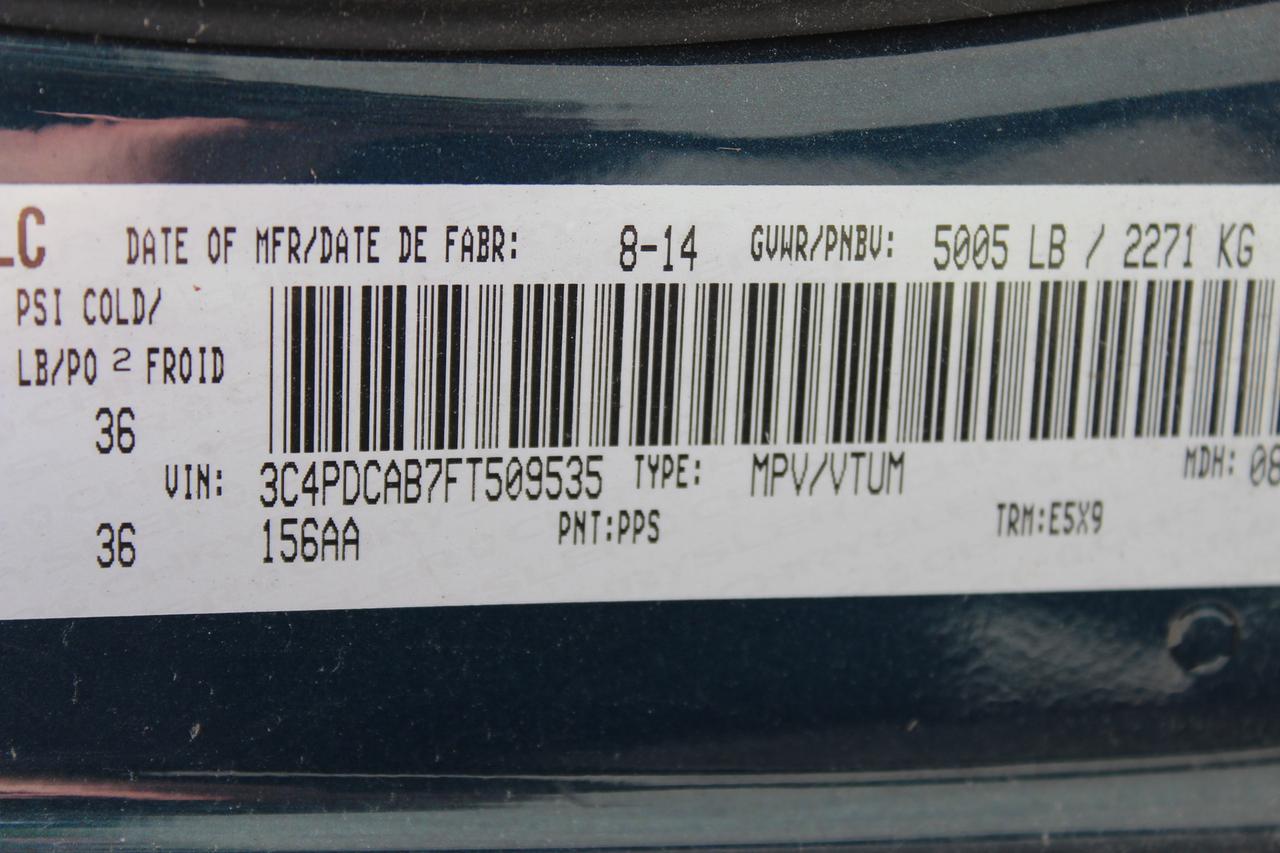 LC DATE OF MFR/DATE DE FABR: 8-14 GVWR/PNBV: 5005 LB / 2271 KG
PSI COLD/
LB/PO 2 FROID
36
VIN: 3C4PDCAB7FT509535 TYPE: MPV/VTUM MDH: 08
36 156AA PNT:PPS TRM:E5X9